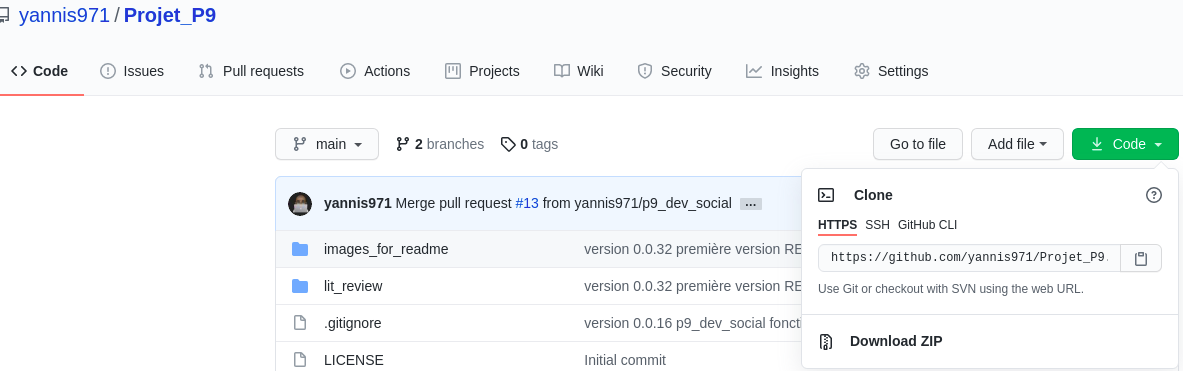 yannis971 / Projet_P9
Code Issues Pull requests Actions Projects Wiki Security Insights Settings
main 2 branches 0 tags Go to file Add file Code
yannis971 Merge pull request #13 from yannis971/p9_dev_social ...
images_for_readme version 0.0.32 première version RE
lit_review version 0.0.32 première version RE
.gitignore version 0.0.16 p9_dev_social foncti
LICENSE Initial commit
Clone
HTTPS SSH GitHub CLI
https://github.com/yannis971/Projet_P9.
Use Git or checkout with SVN using the web URL.
Download ZIP